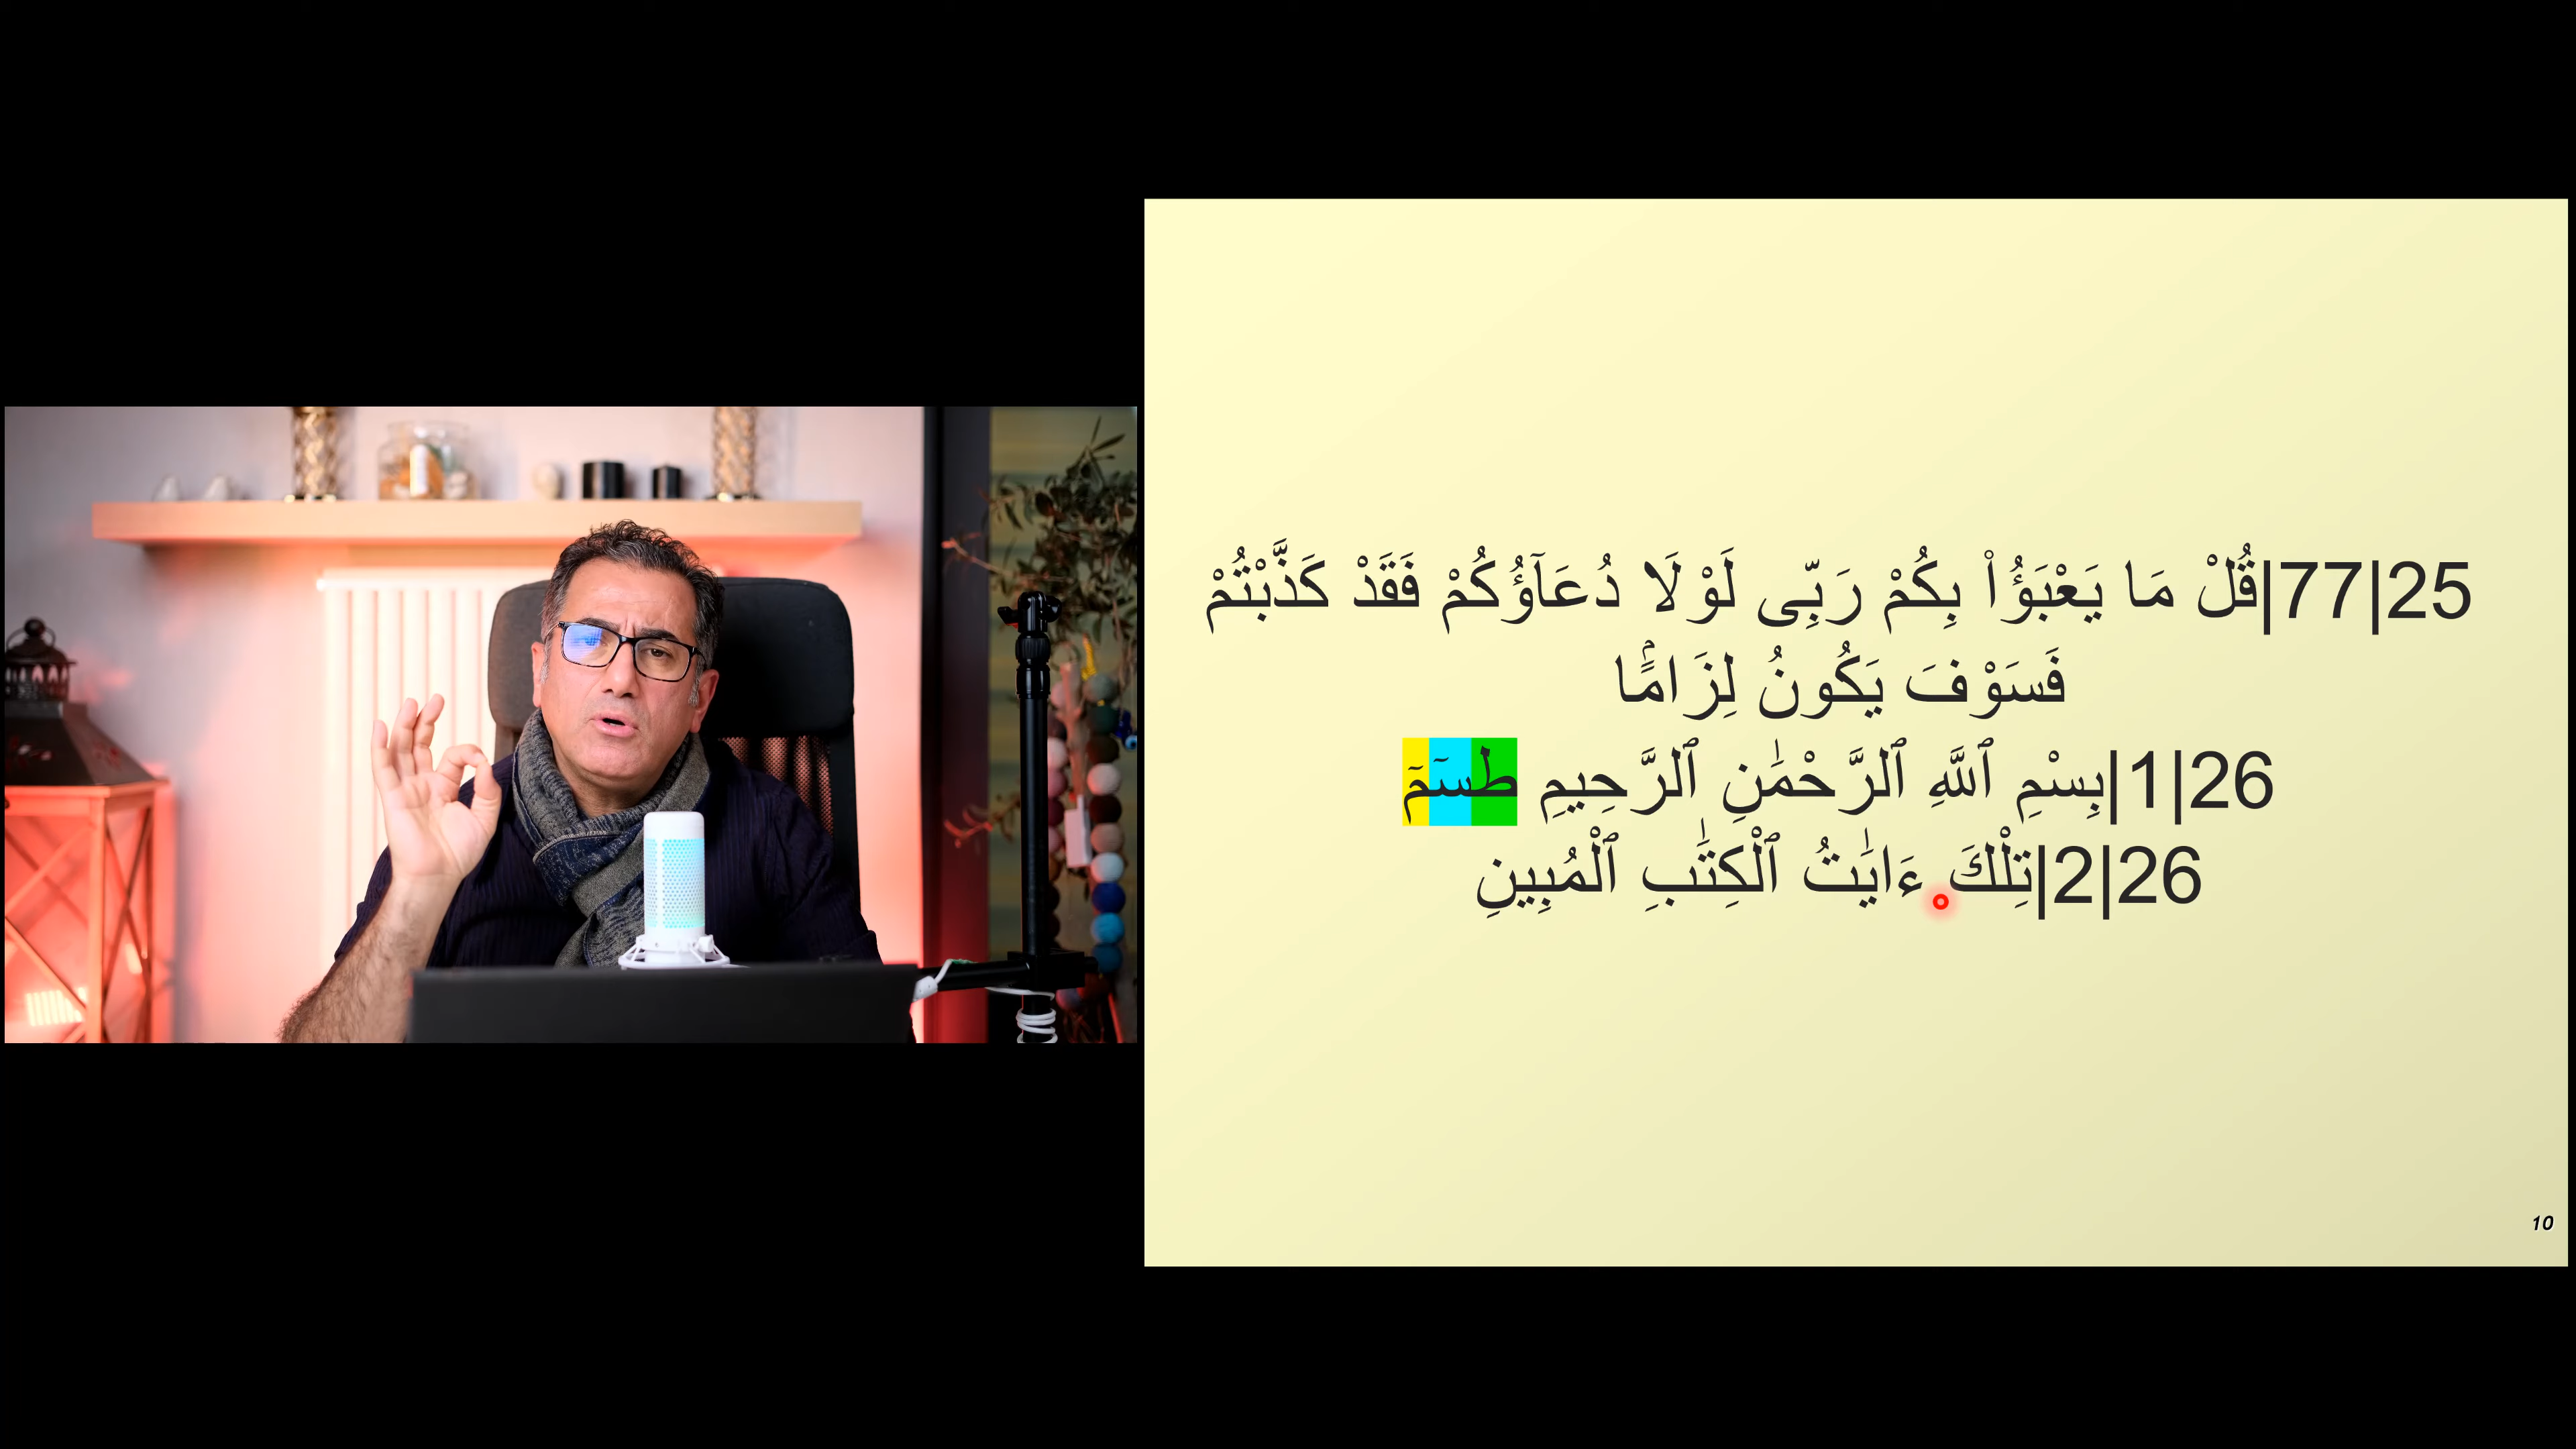 25|77|قُلْ مَا يَعْبَؤُا۟ بِكُمْ رَبِّى لَوْلَا دُعَآؤُكُمْ فَقَدْ كَذَّبْتُمْ
فَسَوْفَ يَكُونُ لِزَامًۢا
26|1|بِسْمِ ٱللَّهِ ٱلرَّحْمَٰنِ ٱلرَّحِيمِ طسٓمٓ
26|2|تِلْكَ ءَايَٰتُ ٱلْكِتَٰبِ ٱلْمُبِينِ
10